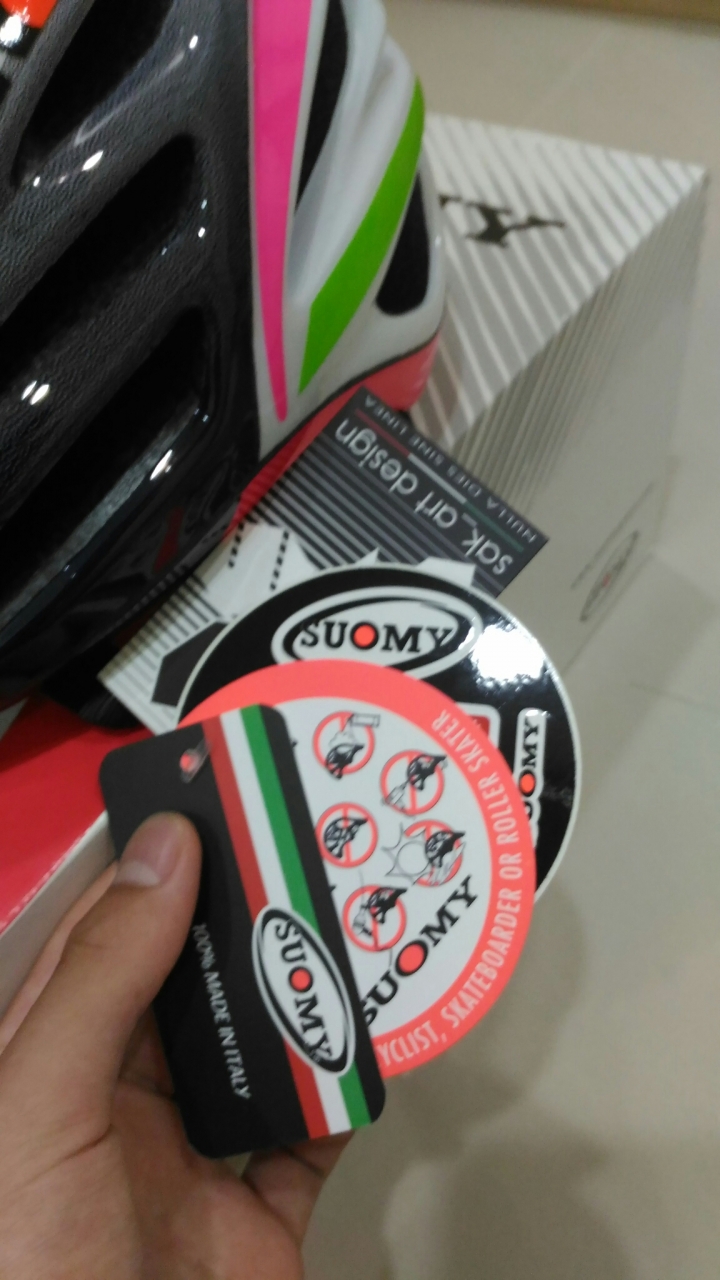 NULLA DIES SINE LINEA
sak_art design
SUOMY
SUOMY
YCLIST, SKATEBOARDER OR ROLLER SKATER
SUOMY
SUOMY
100% MADE IN ITALY